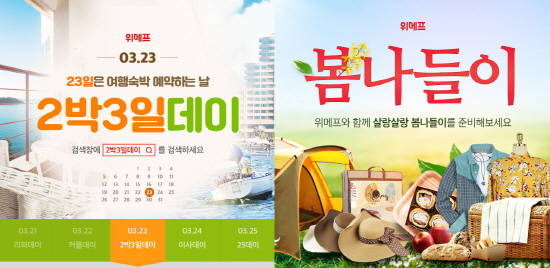 위메프
03.23
23일은 여행숙박 예약하는 날
2박3일데이
검색창에 2박3일데이 를 검색하세요
03.21 03.22 03.23 03.24 03.25
리퍼데이 커플데이 2박3일데이 이사데이 25데이
위메프
봄나들이
위메프와 함께 살랑살랑 봄나들이를 준비해보세요